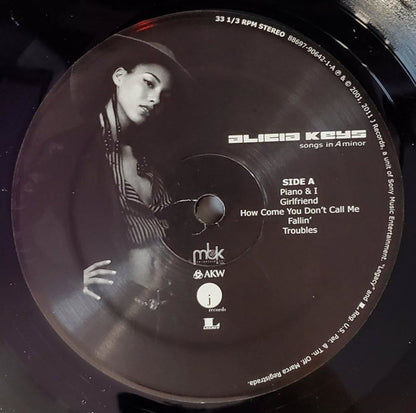 33 1/3 RPM STEREO
88697-90642-1-A ℗ & © 2001, 2011 J Records, a unit of Sony Music Entertainment. "Legacy" and L Reg. U.S. Pat. & Tm. Off. Marca Registrada.
alicia keys
songs in A minor
SIDE A
Piano & I
Girlfriend
How Come You Don't Call Me
Fallin'
Troubles
mbk
AKW
j
records
L